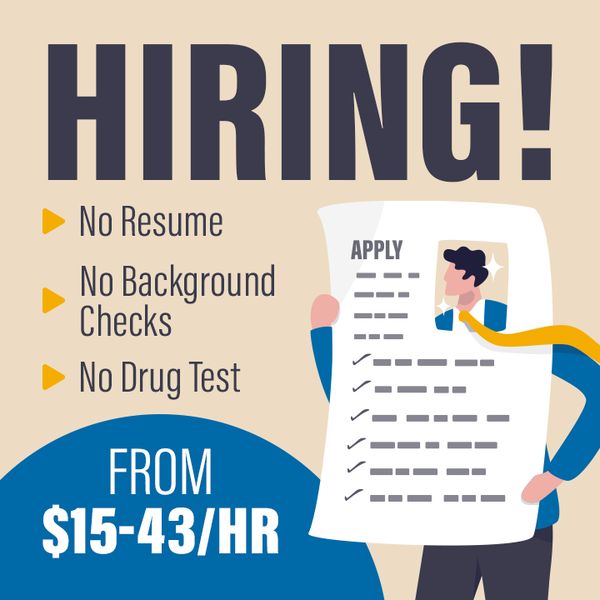 HIRING!
No Resume
No Background
Checks
No Drug Test
APPLY
FROM
$15-43/HR